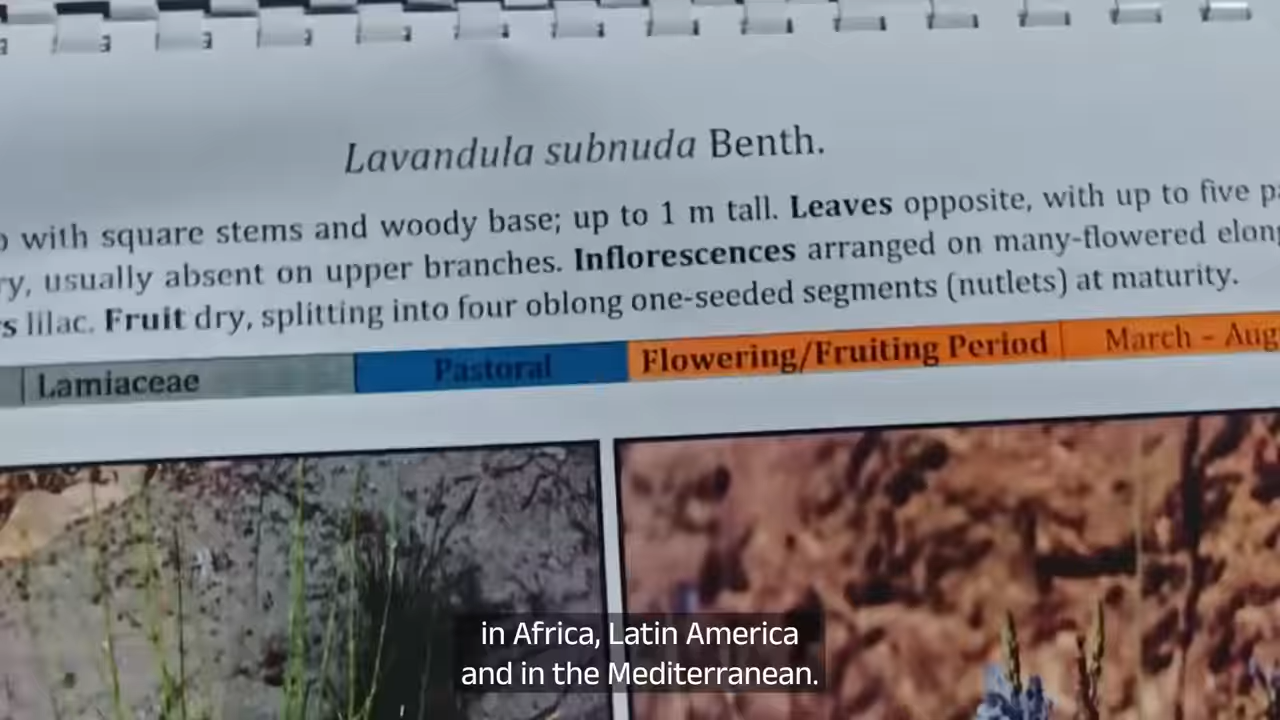 Lavandula subnuda Benth.
with square stems and woody base; up to 1 m tall. Leaves opposite, with up to five
usually absent on upper branches. Inflorescences arranged on many-flowered
lilac. Fruit dry, splitting into four oblong one-seeded segments (nutlets) at maturity.
Lamiaceae Pastoral Flowering/Fruiting Period March – Aug
in Africa, Latin America
and in the Mediterranean.